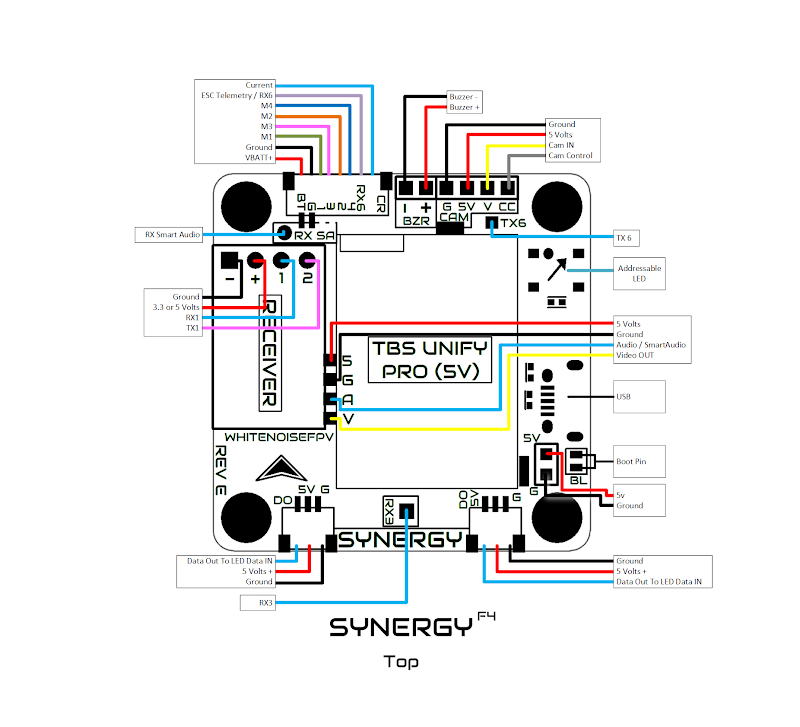 Current
ESC Telemetry / RX6
M4
M2
M3
M1
Ground
VBATT+
Buzzer -
Buzzer +
Ground
5 Volts
Cam IN
Cam Control
BT G 1 3 2 4 RX6 CR
- +
BZR
G 5V V CC
CAM
TX6
RX Smart Audio
RX SA
TX 6
- + 1 2
Addressable
LED
Ground
3.3 or 5 Volts
RX1
TX1
RECEIVER
5 Volts
Ground
Audio / SmartAudio
Video OUT
TBS UNIFY
PRO (5V)
5
G
A
V
USB
WHITENOISEFPV
REV E
5V
G
BL
Boot Pin
5v
Ground
DO 5V G
RX3
DO 5V G
SYNERGY
Data Out To LED Data IN
5 Volts +
Ground
Ground
5 Volts +
Data Out To LED Data IN
RX3
SYNERGY F4
Top